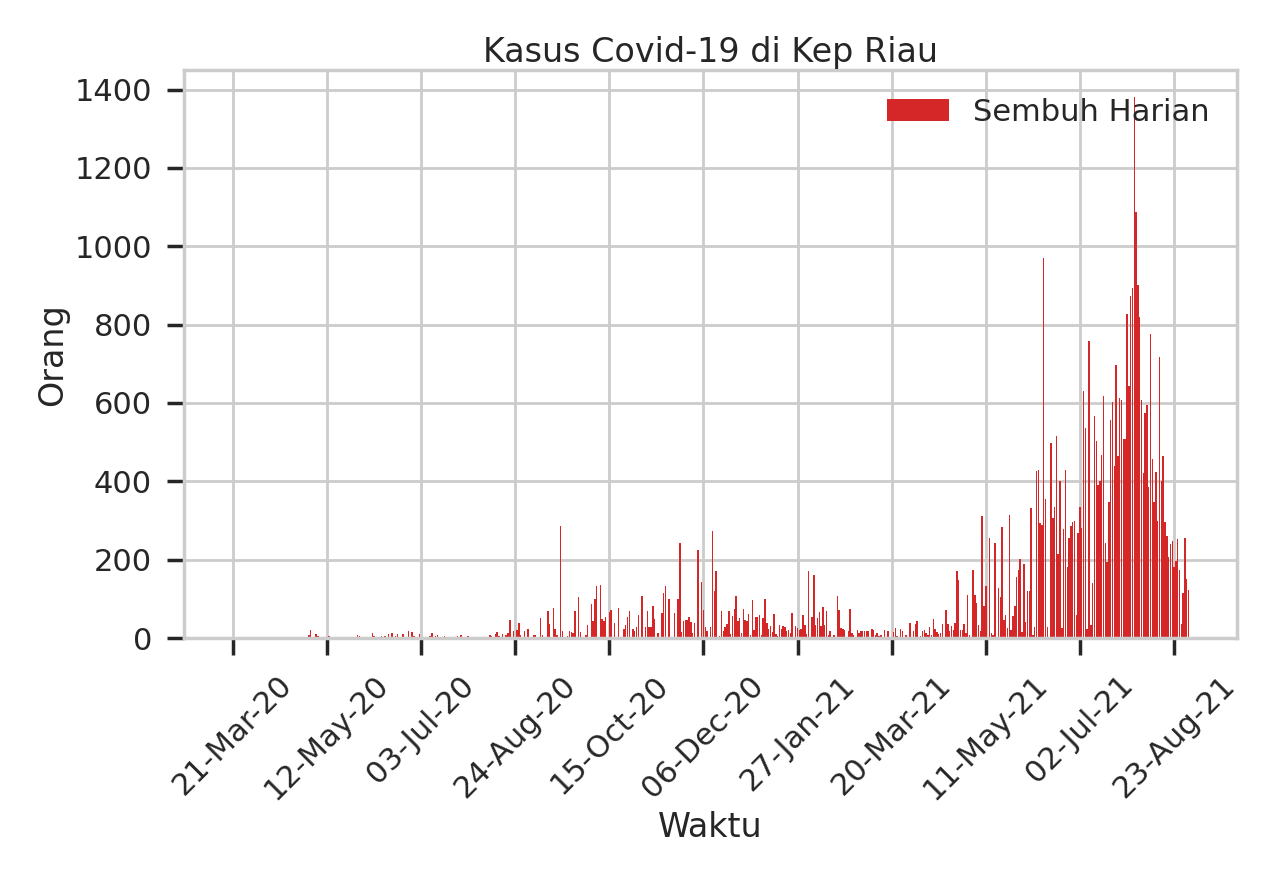 Kasus Covid-19 di Kep Riau
Sembuh Harian
Orang
1400
1200
1000
800
600
400
200
0
21-Mar-20
12-May-20
03-Jul-20
24-Aug-20
15-Oct-20
06-Dec-20
27-Jan-21
20-Mar-21
11-May-21
02-Jul-21
23-Aug-21
Waktu